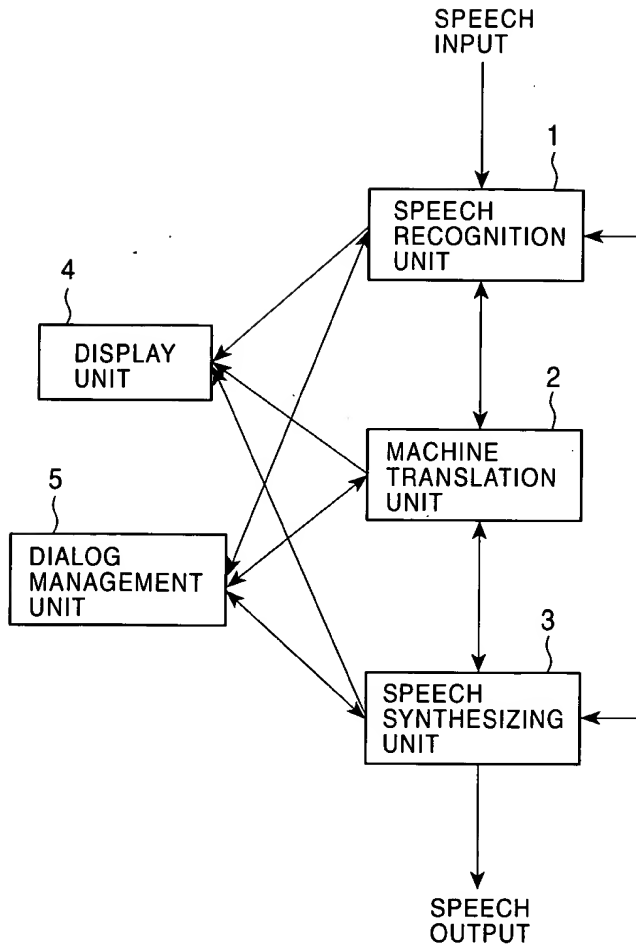 SPEECH
INPUT
1
SPEECH
RECOGNITION
UNIT
4
DISPLAY
UNIT
2
MACHINE
TRANSLATION
UNIT
5
DIALOG
MANAGEMENT
UNIT
3
SPEECH
SYNTHESIZING
UNIT
SPEECH
OUTPUT